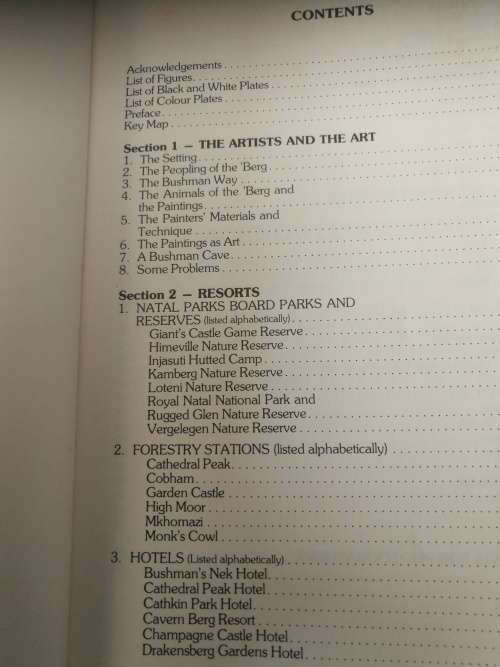 CONTENTS
Acknowledgements
List of Figures
List of Black and White Plates
List of Colour Plates
Preface
Key Map
Section 1 – THE ARTISTS AND THE ART
1. The Setting
2. The Peopling of the 'Berg
3. The Bushman Way
4. The Animals of the 'Berg and
the Paintings
5. The Painters' Materials and
Technique
6. The Paintings as Art
7. A Bushman Cave
8. Some Problems
Section 2 – RESORTS
1. NATAL PARKS BOARD PARKS AND
RESERVES (listed alphabetically)
Giant's Castle Game Reserve
Himeville Nature Reserve
Injasuti Hutted Camp
Kamberg Nature Reserve
Loteni Nature Reserve
Royal Natal National Park and
Rugged Glen Nature Reserve
Vergelegen Nature Reserve
2. FORESTRY STATIONS (listed alphabetically)
Cathedral Peak
Cobham
Garden Castle
High Moor
Mkhomazi
Monk's Cowl
3. HOTELS (Listed alphabetically)
Bushman's Nek Hotel
Cathedral Peak Hotel
Cathkin Park Hotel
Cavern Berg Resort
Champagne Castle Hotel
Drakensberg Gardens Hotel